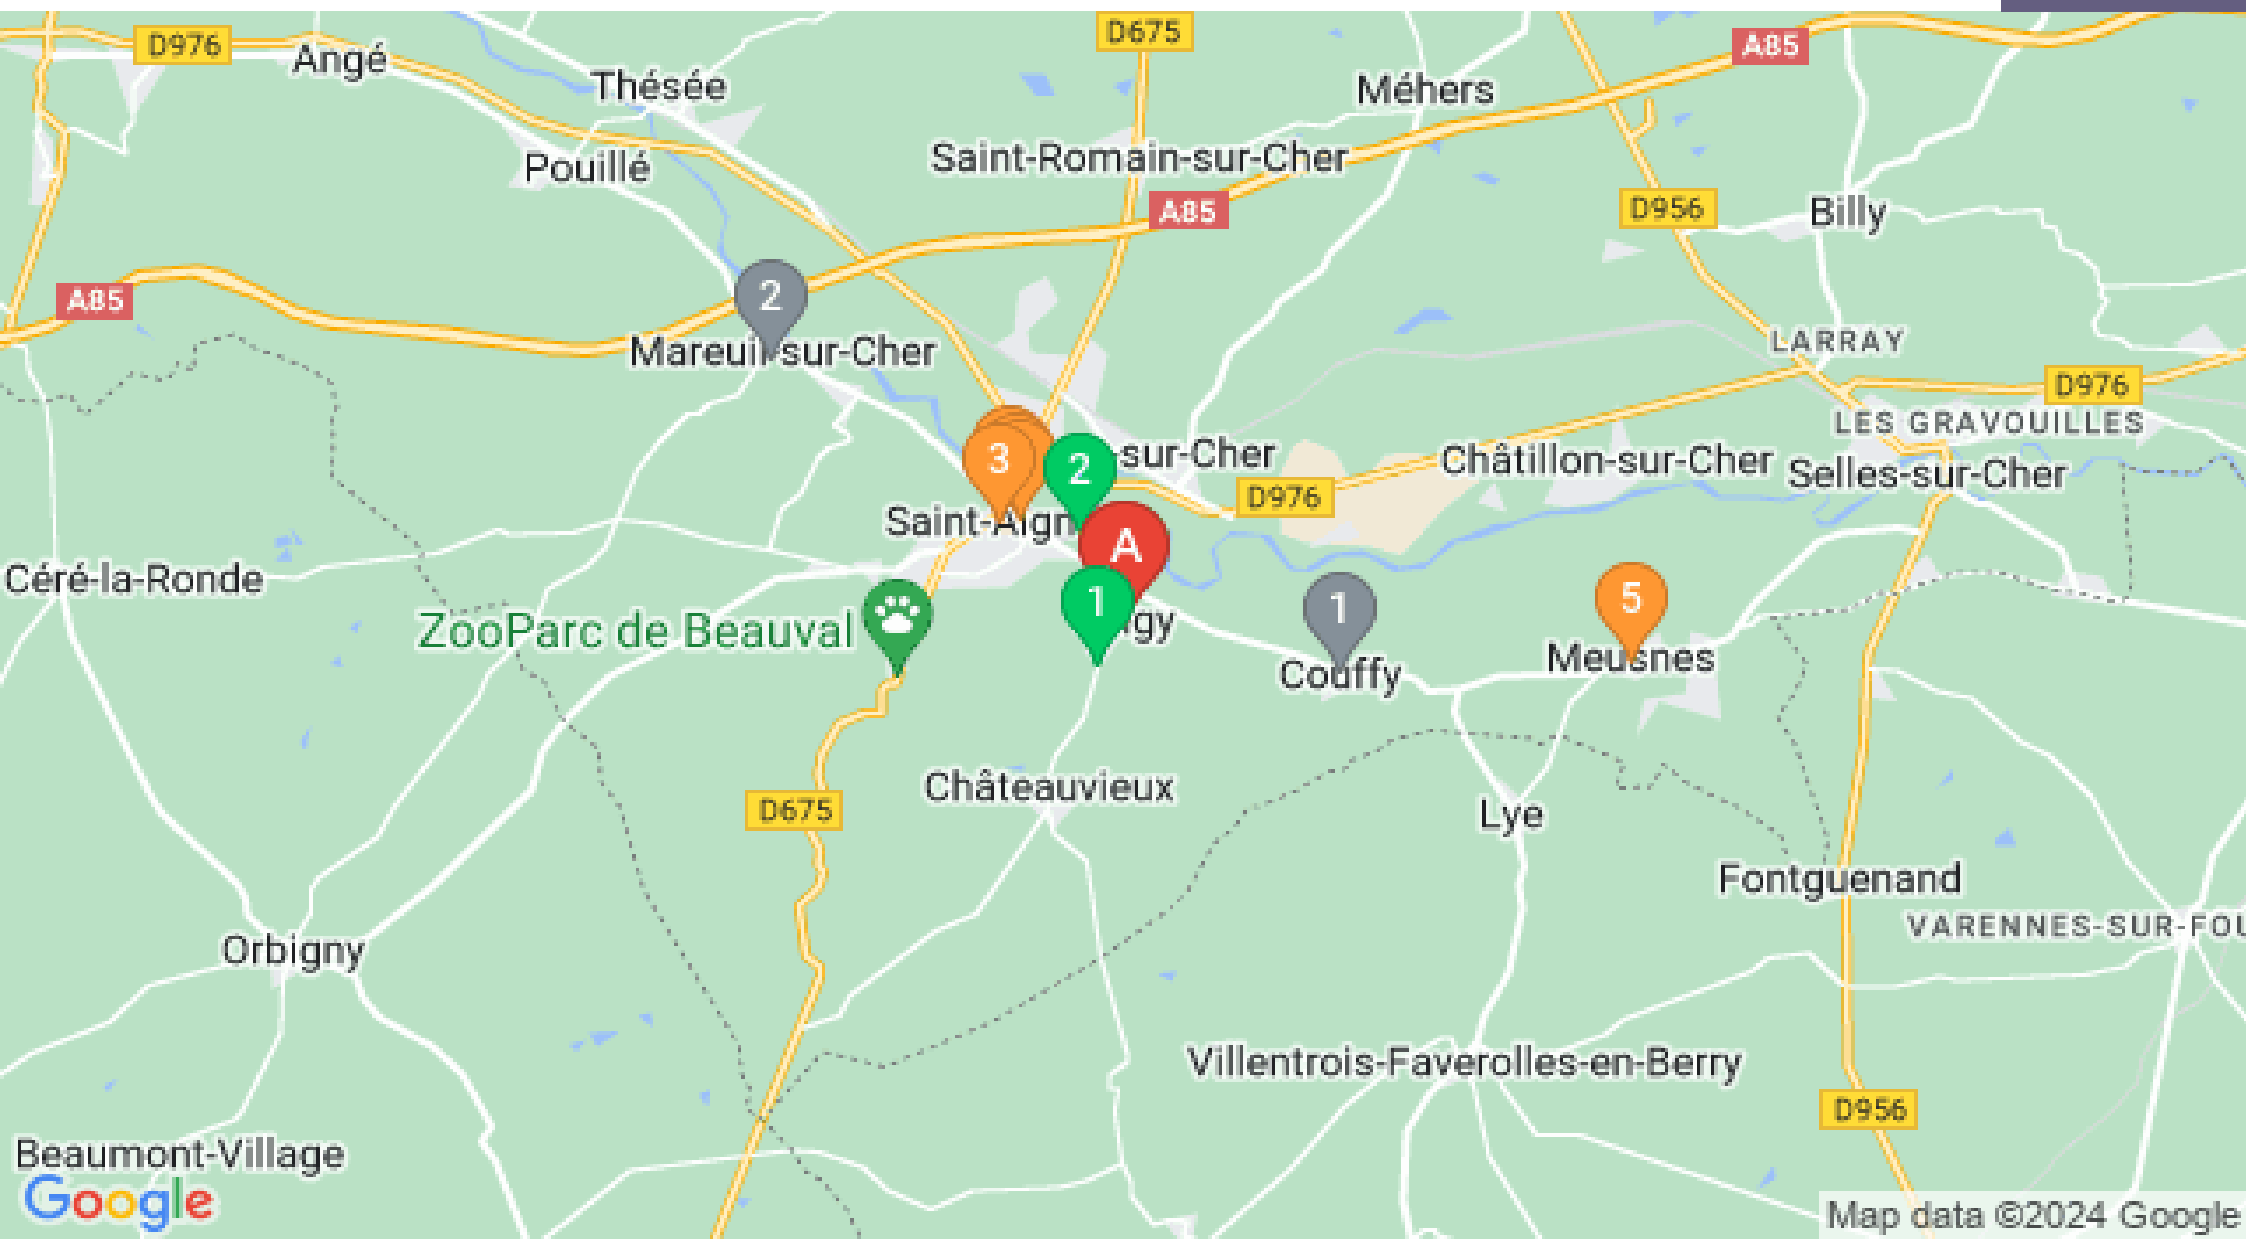 D976
D675
A85
Angé
Thésée
Méhers
Pouillé
Saint-Romain-sur-Cher
A85
D956
Billy
A85
2
Mareuil-sur-Cher
LARRAY
D976
LES GRAVOUILLES
3
2
sur-Cher
Châtillon-sur-Cher
Selles-sur-Cher
D976
Saint-Aign
A
Céré-la-Ronde
1
1
5
ZooParc de Beauval
gy
Couffy
Meusnes
Châteauvieux
D675
Lye
Fontguenand
VARENNES-SUR-FOU
Orbigny
Villentrois-Faverolles-en-Berry
D956
Beaumont-Village
Google
Map data ©2024 Google